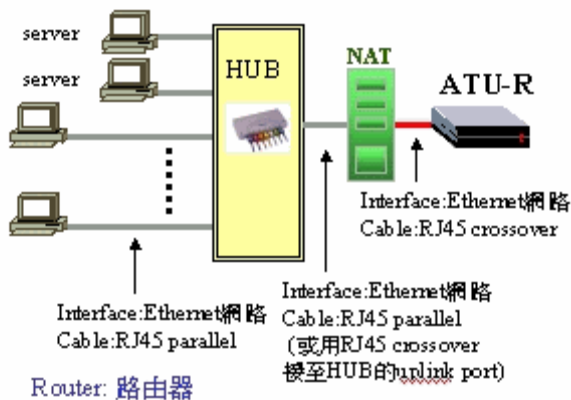 server
server
HUB
NAT
ATU-R
Interface:Ethernet網路
Cable:RJ45 crossover
Interface:Ethernet網路
Cable:RJ45 parallel
(或用RJ45 crossover
接至HUB的uplink port)
Interface:Ethernet網路
Cable:RJ45 parallel
Router: 路由器